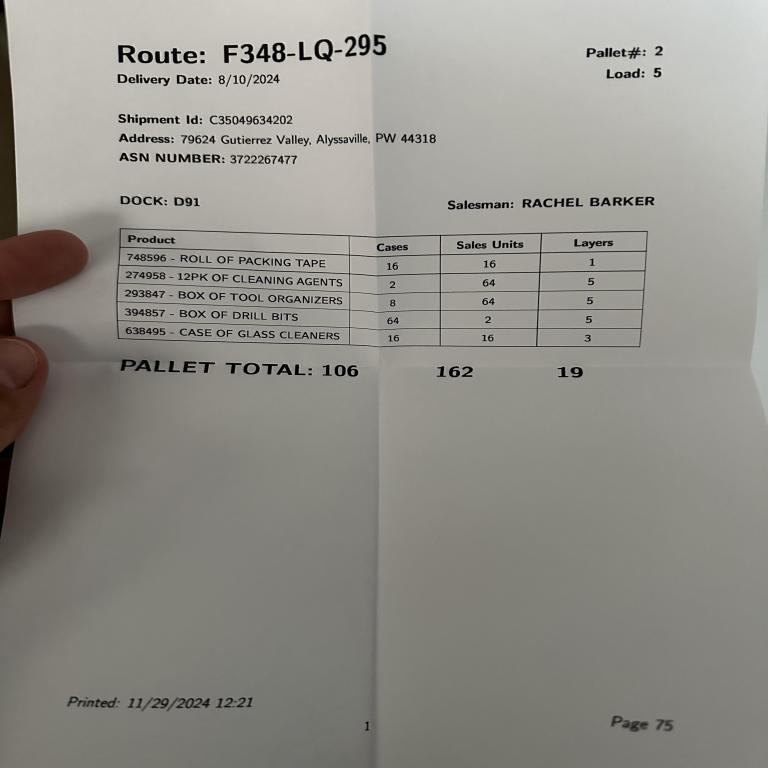 Route: F348-LQ-295
Pallet#: 2
Delivery Date: 8/10/2024
Load: 5
Shipment Id: C35049634202
Address: 79624 Gutierrez Valley, Alyssaville, PW 44318
ASN NUMBER: 3722267477
DOCK: D91
Salesman: RACHEL BARKER
Product Cases Sales Units Layers
748596 - ROLL OF PACKING TAPE 16 16 1
274958 - 12PK OF CLEANING AGENTS 2 64 5
293847 - BOX OF TOOL ORGANIZERS 8 64 5
394857 - BOX OF DRILL BITS 64 2 5
638495 - CASE OF GLASS CLEANERS 16 16 3
PALLET TOTAL: 106 162 19
Printed: 11/29/2024 12:21
1
Page 75